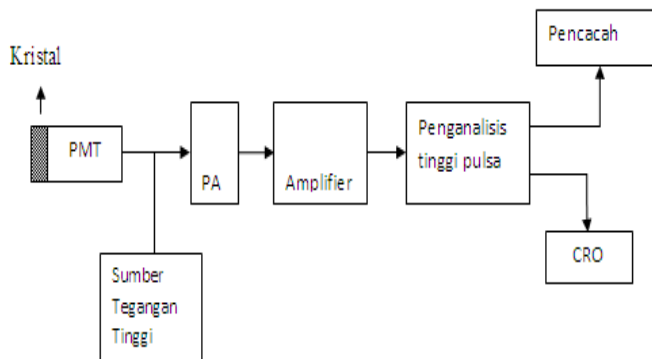 Kristal
PMT
PA
Amplifier
Penganalisis
tinggi pulsa
Pencacah
CRO
Sumber
Tegangan
Tinggi